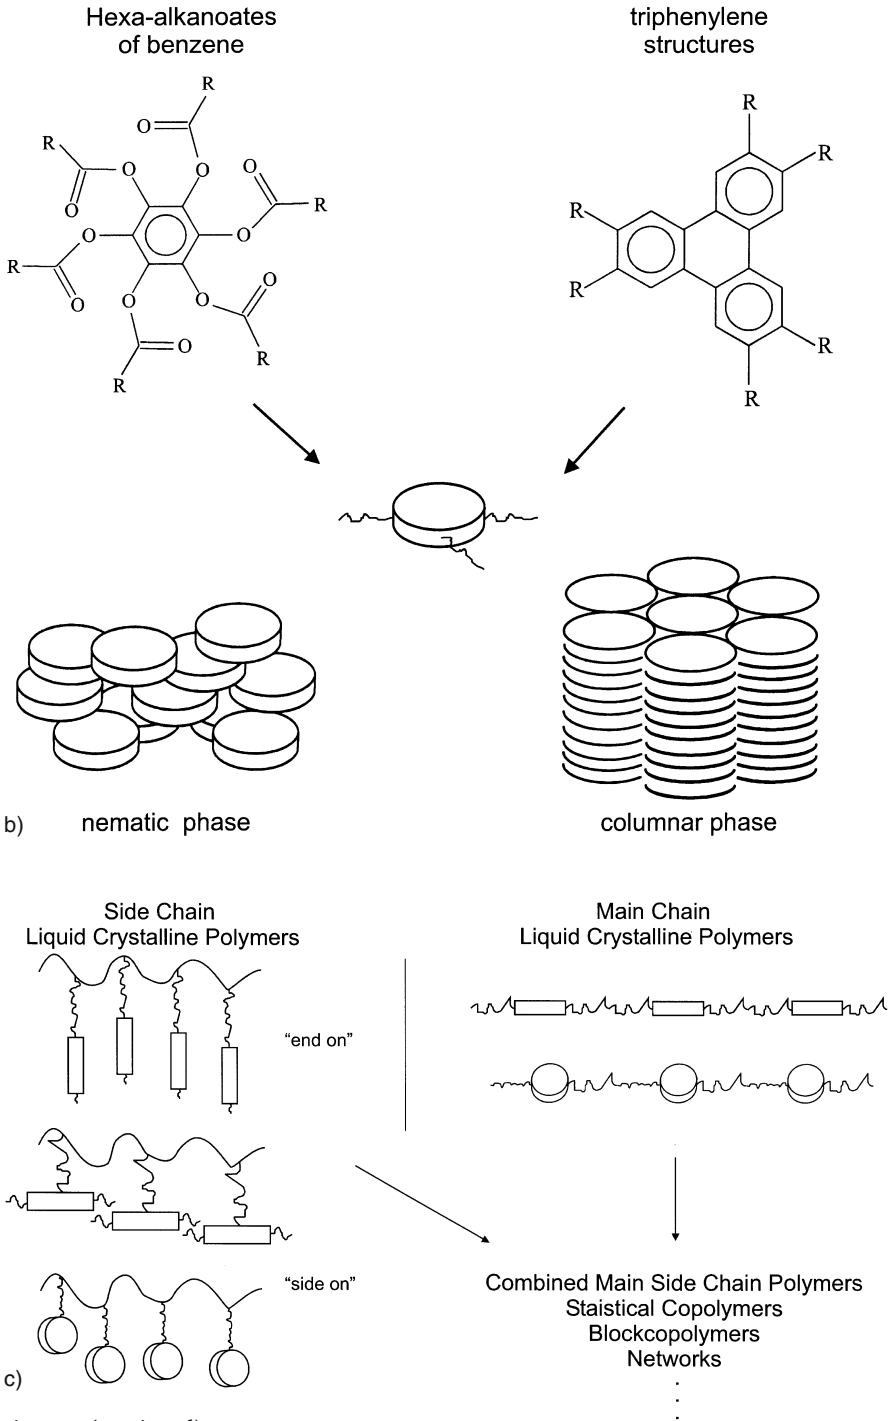 Hexa-alkanoates
of benzene
triphenylene
structures
R
O
R
O
O
O
O
R
O
O
R
O
O
O
O
O
R
R
R
R
R
R
R
R
R
b) nematic phase
columnar phase
Side Chain
Liquid Crystalline Polymers
Main Chain
Liquid Crystalline Polymers
"end on"
"side on"
Combined Main Side Chain Polymers
Staistical Copolymers
Blockcopolymers
Networks
c)